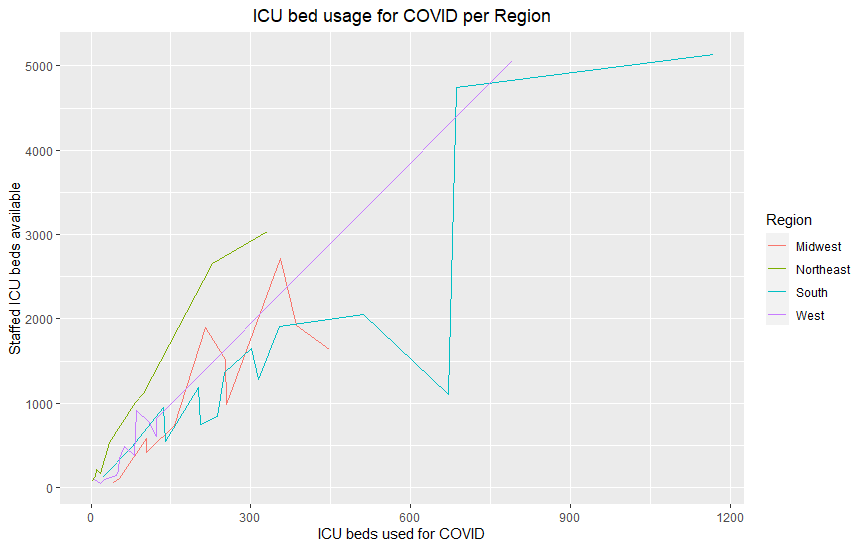 ICU bed usage for COVID per Region
5000
4000
3000
2000
1000
0
Staffed ICU beds available
0 300 600 900 1200
ICU beds used for COVID
Region
Midwest
Northeast
South
West